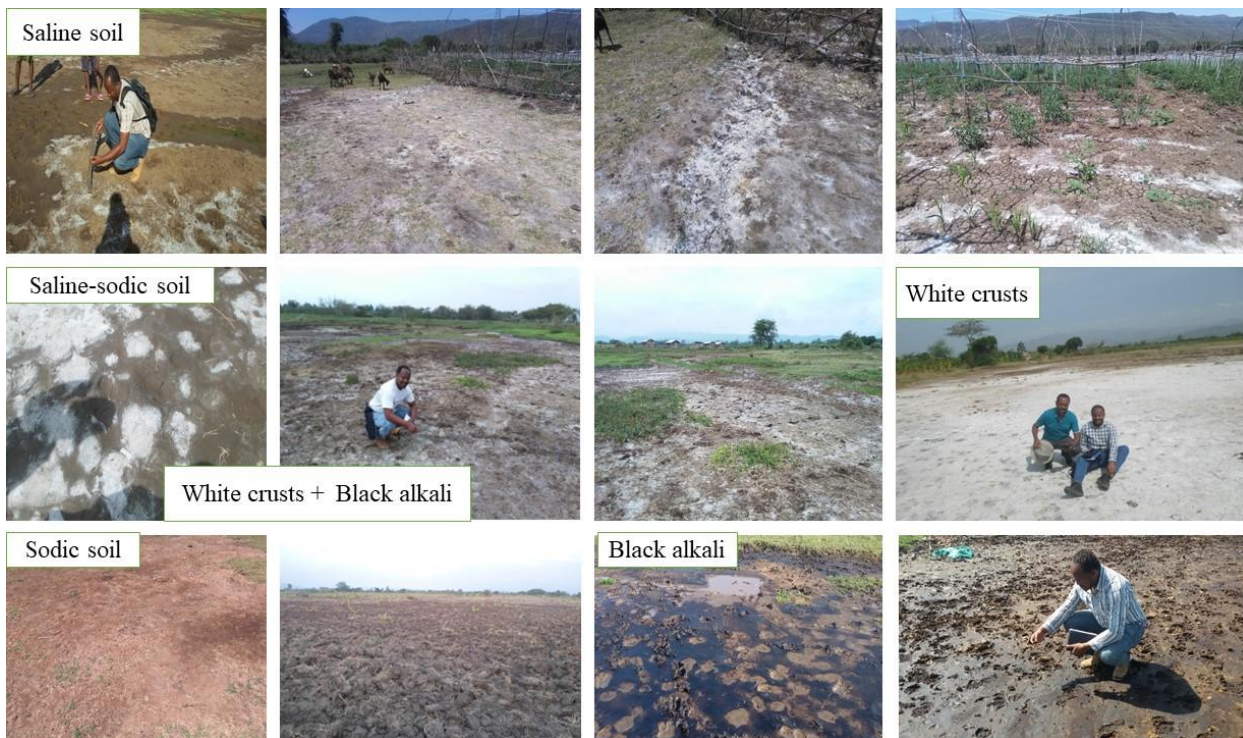 Saline soil
Saline-sodic soil
White crusts
White crusts + Black alkali
Sodic soil
Black alkali